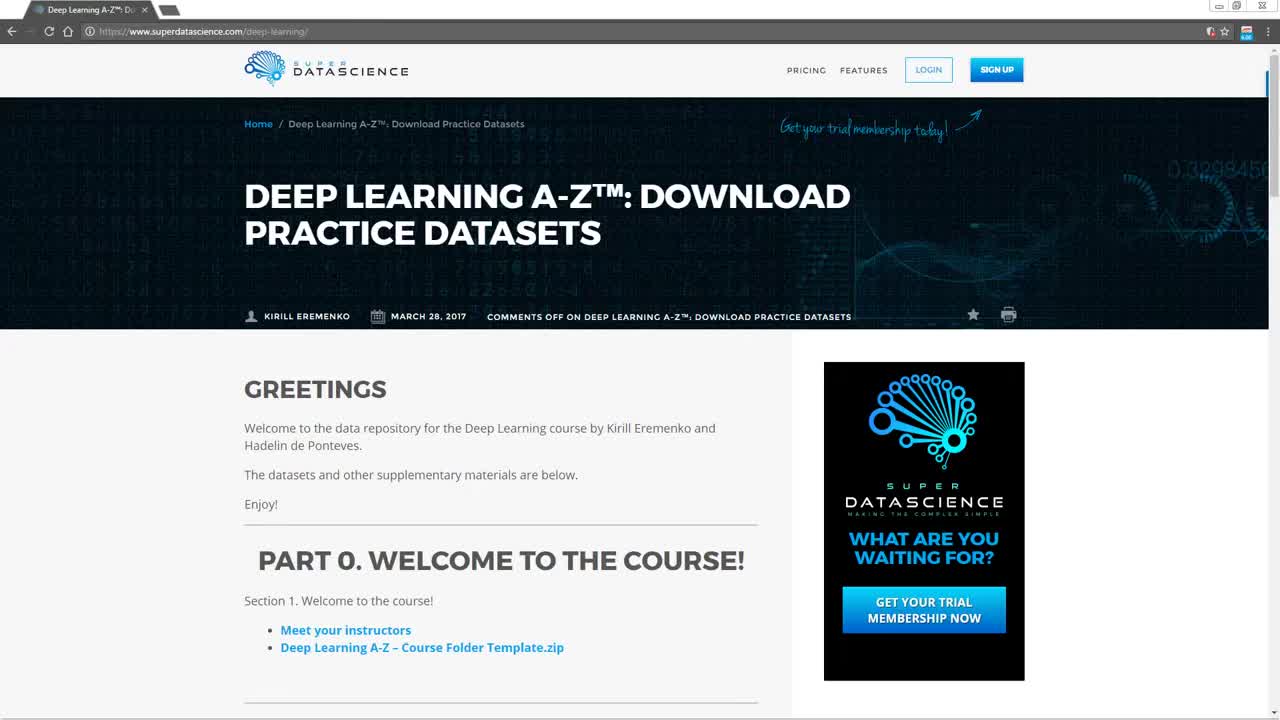 Deep Learning A-Z™: Do
https://www.superdatascience.com/deep-learning/
SUPER
DATASCIENCE
PRICING
FEATURES
LOGIN
SIGN UP
Home / Deep Learning A-Z™: Download Practice Datasets
Get your trial membership today!
DEEP LEARNING A-Z™: DOWNLOAD
PRACTICE DATASETS
KIRILL EREMENKO
MARCH 28, 2017
COMMENTS OFF ON DEEP LEARNING A-Z™: DOWNLOAD PRACTICE DATASETS
GREETINGS
Welcome to the data repository for the Deep Learning course by Kirill Eremenko and
Hadelin de Ponteves.
The datasets and other supplementary materials are below.
Enjoy!
PART 0. WELCOME TO THE COURSE!
Section 1. Welcome to the course!
Meet your instructors
Deep Learning A-Z – Course Folder Template.zip
SUPER
DATASCIENCE
MAKING THE COMPLEX SIMPLE
WHAT ARE YOU
WAITING FOR?
GET YOUR TRIAL
MEMBERSHIP NOW